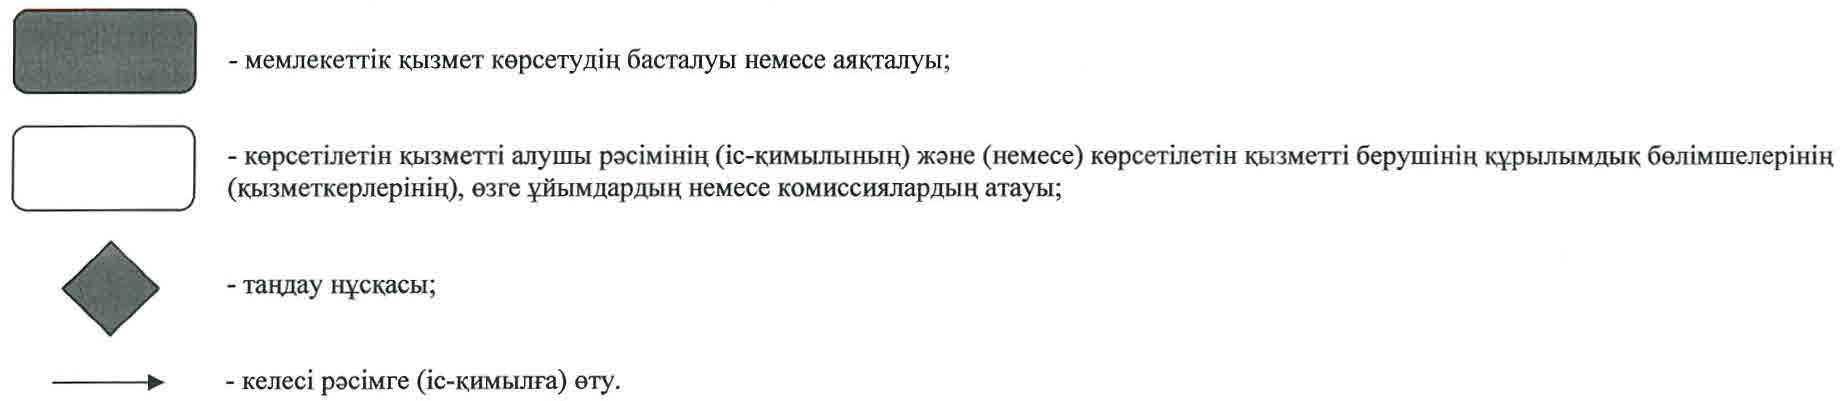 - мемлекеттік қызмет көрсетудің басталуы немесе аяқталуы;
- көрсетілетін қызметті алушы рәсімінің (іс-қимылының) және (немесе) көрсетілетін қызметті берушінің құрылымдық бөлімшелерінің
(қызметкерлерінің), өзге ұйымдардың немесе комиссиялардың атауы;
- таңдау нұсқасы;
- келесі рәсімге (іс-қимылға) өту.